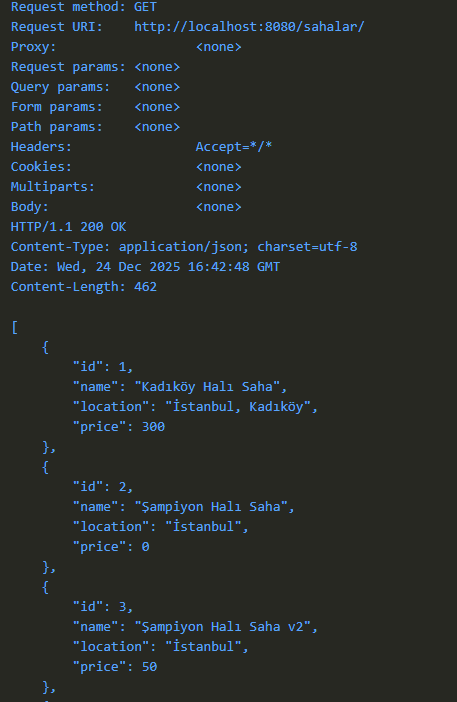 Request method: GET
Request URI: http://localhost:8080/sahalar/
Proxy: <none>
Request params: <none>
Query params: <none>
Form params: <none>
Path params: <none>
Headers: Accept=*/*
Cookies: <none>
Multiparts: <none>
Body: <none>
HTTP/1.1 200 OK
Content-Type: application/json; charset=utf-8
Date: Wed, 24 Dec 2025 16:42:48 GMT
Content-Length: 462

[
    {
        "id": 1,
        "name": "Kadıköy Halı Saha",
        "location": "İstanbul, Kadıköy",
        "price": 300
    },
    {
        "id": 2,
        "name": "Şampiyon Halı Saha",
        "location": "İstanbul",
        "price": 0
    },
    {
        "id": 3,
        "name": "Şampiyon Halı Saha v2",
        "location": "İstanbul",
        "price": 50
    },